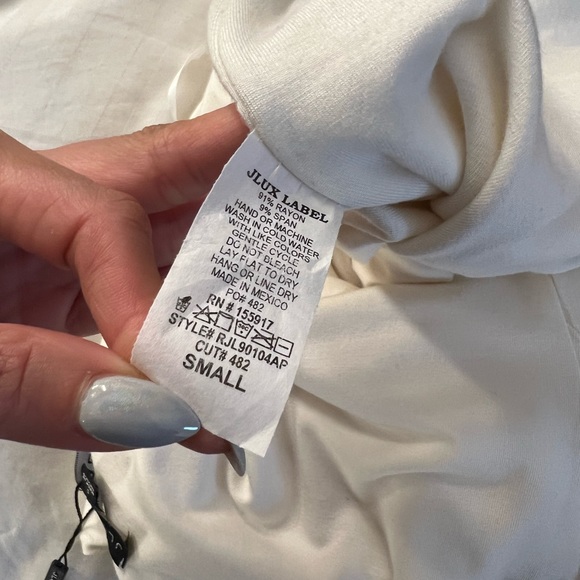 JLUX LABEL
91% RAYON
9% SPAN
HAND OR MACHINE
WASH IN COLD WATER
WITH LIKE COLORS
GENTLE CYCLE
DO NOT BLEACH
LAY FLAT TO DRY
HANG OR LINE DRY
MADE IN MEXICO
PO# 482
RN # 155917
STYLE# RJL90104AP
CUT# 482
SMALL